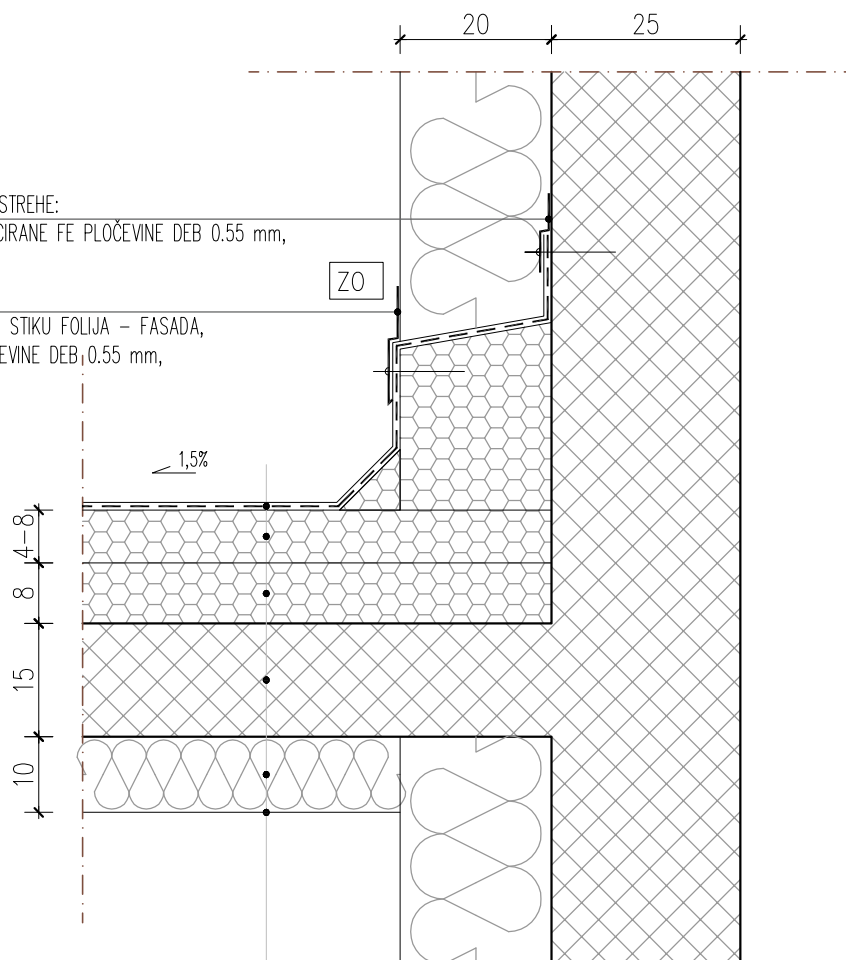 20
25
STREHE:
CIRANE FE PLOČEVINE DEB 0.55 mm,
ZO
STIKU FOLIJA – FASADA,
EVINE DEB 0.55 mm,
1,5%
4–8
8
15
10